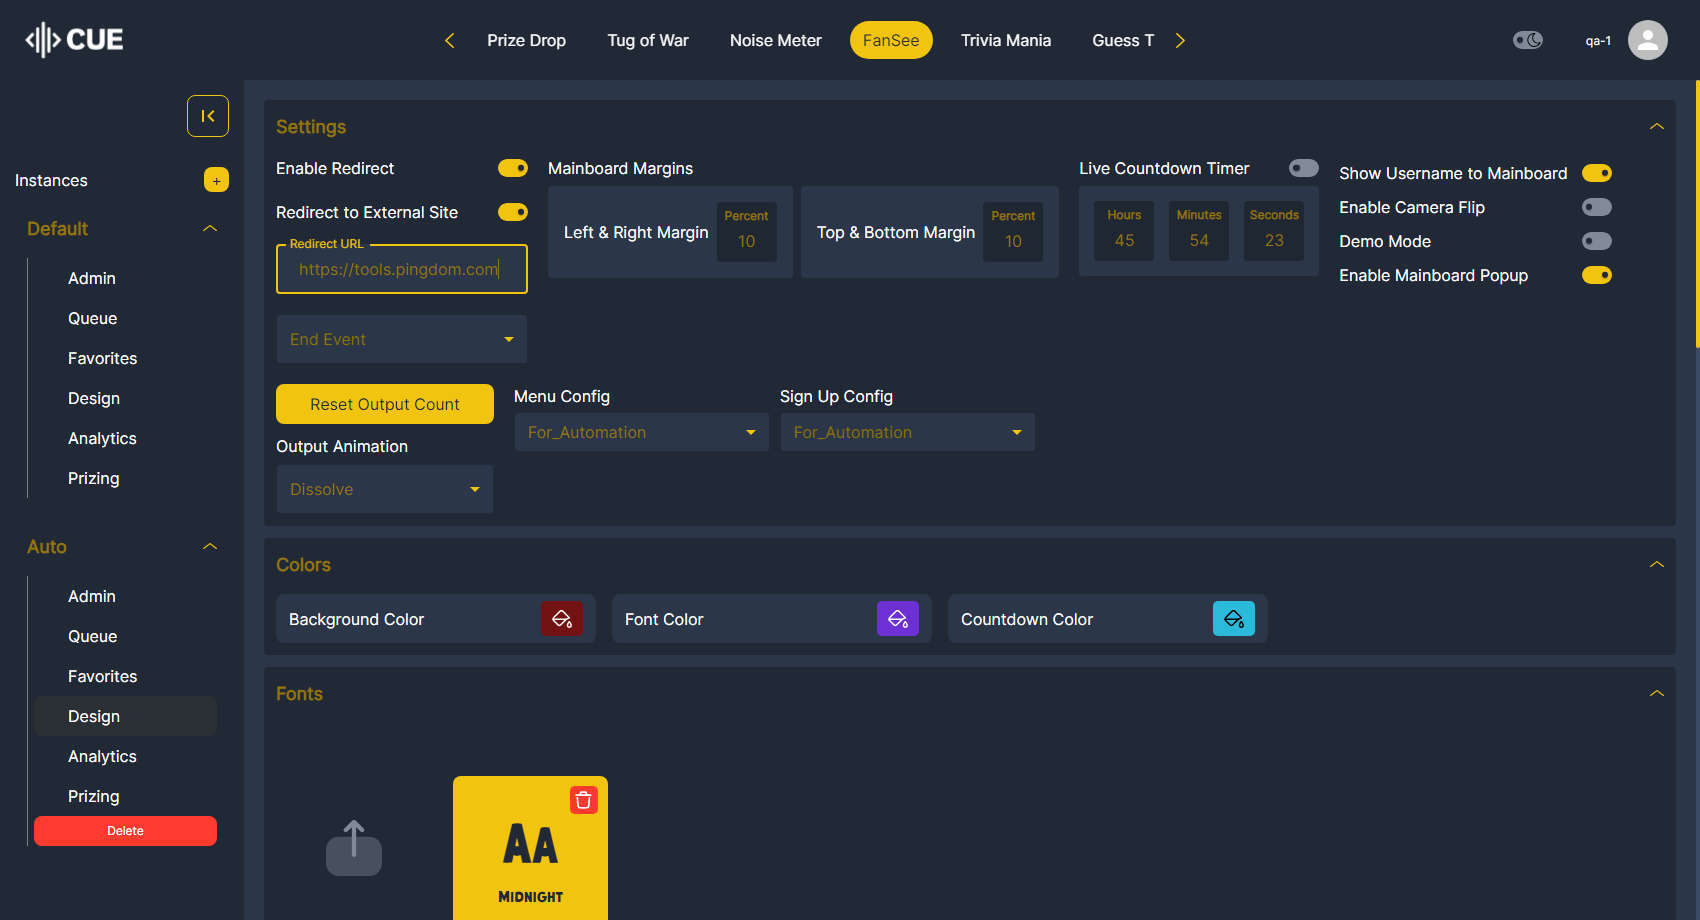 CUE
Prize Drop
Tug of War
Noise Meter
FanSee
Trivia Mania
Guess T
qa-1
Instances
+
Default
Admin
Queue
Favorites
Design
Analytics
Prizing
Auto
Admin
Queue
Favorites
Design
Analytics
Prizing
Delete
Settings
Enable Redirect
Redirect to External Site
Redirect URL
https://tools.pingdom.com
End Event
Mainboard Margins
Left & Right Margin
Percent
10
Top & Bottom Margin
Percent
10
Live Countdown Timer
Hours
45
Minutes
54
Seconds
23
Show Username to Mainboard
Enable Camera Flip
Demo Mode
Enable Mainboard Popup
Reset Output Count
Output Animation
Dissolve
Menu Config
For_Automation
Sign Up Config
For_Automation
Colors
Background Color
Font Color
Countdown Color
Fonts
AA
MIDNIGHT